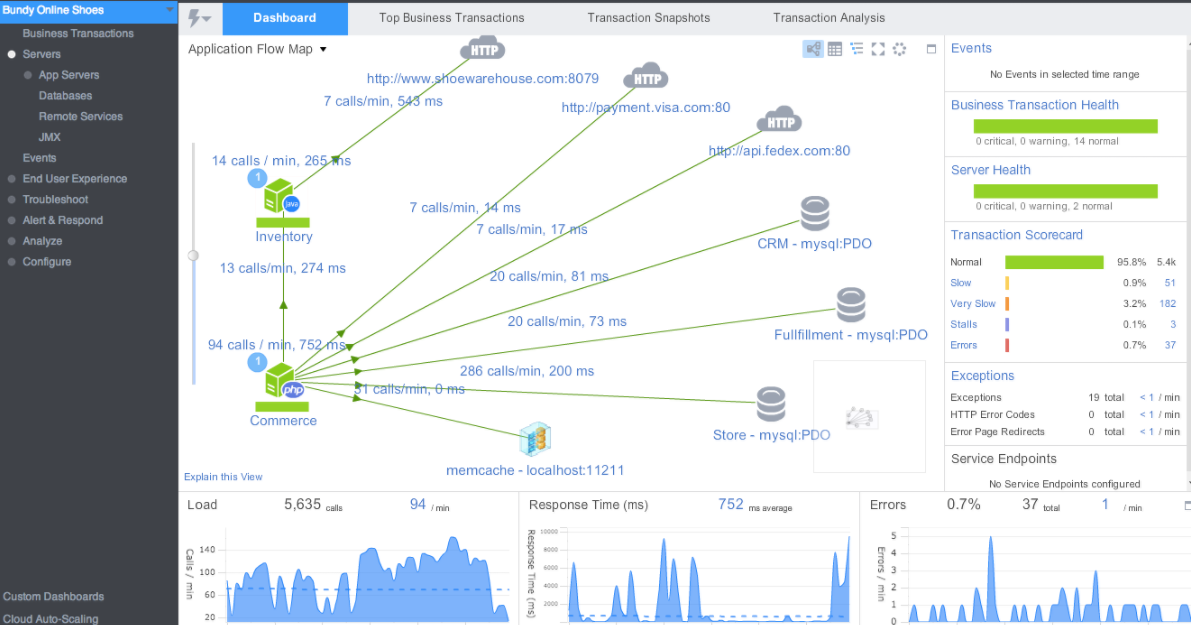 Bundy Online Shoes
Business Transactions
Servers
App Servers
Databases
Remote Services
JMX
Events
End User Experience
Troubleshoot
Alert & Respond
Analyze
Configure
Custom Dashboards
Cloud Auto-Scaling
Dashboard
Top Business Transactions
Transaction Snapshots
Transaction Analysis
Application Flow Map
HTTP
http://www.shoewarehouse.com:8079
7 calls/min, 543 ms
HTTP
http://payment.visa.com:80
HTTP
http://api.fedex.com:80
14 calls / min, 265 ms
1
java
Inventory
7 calls/min, 14 ms
7 calls/min, 17 ms
CRM - mysql:PDO
13 calls/min, 274 ms
20 calls/min, 81 ms
20 calls/min, 73 ms
Fullfillment - mysql:PDO
94 calls / min, 752 ms
1
php
Commerce
286 calls/min, 200 ms
31 calls/min, 0 ms
Store - mysql:PDO
memcache - localhost:11211
Explain this View
Events
No Events in selected time range
Business Transaction Health
0 critical, 0 warning, 14 normal
Server Health
0 critical, 0 warning, 2 normal
Transaction Scorecard
Normal 95.8% 5.4k
Slow 0.9% 51
Very Slow 3.2% 182
Stalls 0.1% 3
Errors 0.7% 37
Exceptions
Exceptions 19 total < 1 / min
HTTP Error Codes 0 total < 1 / min
Error Page Redirects 0 total < 1 / min
Service Endpoints
No Service Endpoints configured
Load 5,635 calls 94 / min
Calls / min
140
100
60
20
Response Time (ms) 752 ms average
Response Time (ms)
10000
8000
6000
4000
2000
Errors 0.7% 37 total 1 / min
Errors / min
5
4
3
2
1
0